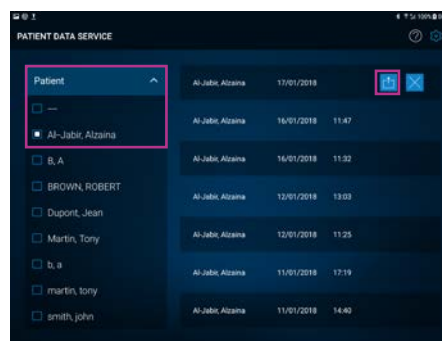 100%
PATIENT DATA SERVICE
Patient
---
Al-Jabir, Alzaina
B, A
BROWN, ROBERT
Dupont, Jean
Martin, Tony
b, a
martin, tony
smith, john
Al-Jabir, Alzaina 17/01/2018
Al-Jabir, Alzaina 16/01/2018 11:47
Al-Jabir, Alzaina 16/01/2018 11:32
Al-Jabir, Alzaina 12/01/2018 13:03
Al-Jabir, Alzaina 12/01/2018 11:25
Al-Jabir, Alzaina 11/01/2018 17:19
Al-Jabir, Alzaina 11/01/2018 14:40